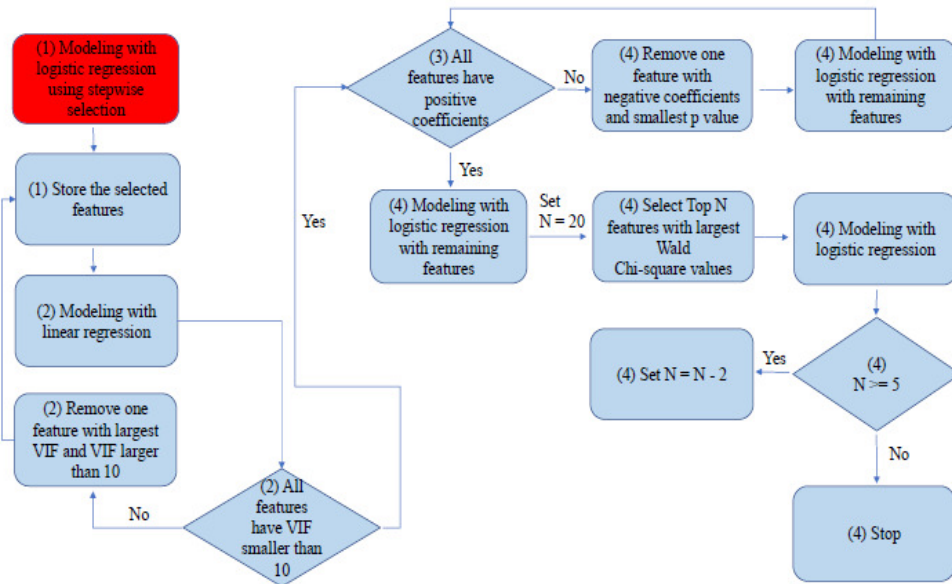 (1) Modeling with
logistic regression
using stepwise
selection
(1) Store the selected
features
(2) Modeling with
linear regression
(2) Remove one
feature with largest
VIF and VIF larger
than 10
No
(2) All
features
have VIF
smaller than
10
Yes
(3) All
features have
positive
coefficients
No
(4) Remove one
feature with
negative coefficients
and smallest p value
(4) Modeling with
logistic regression
with remaining
features
Yes
(4) Modeling with
logistic regression
with remaining
features
Set
N = 20
(4) Select Top N
features with largest
Wald
Chi-square values
(4) Modeling with
logistic regression
(4)
N >= 5
Yes
(4) Set N = N - 2
No
(4) Stop